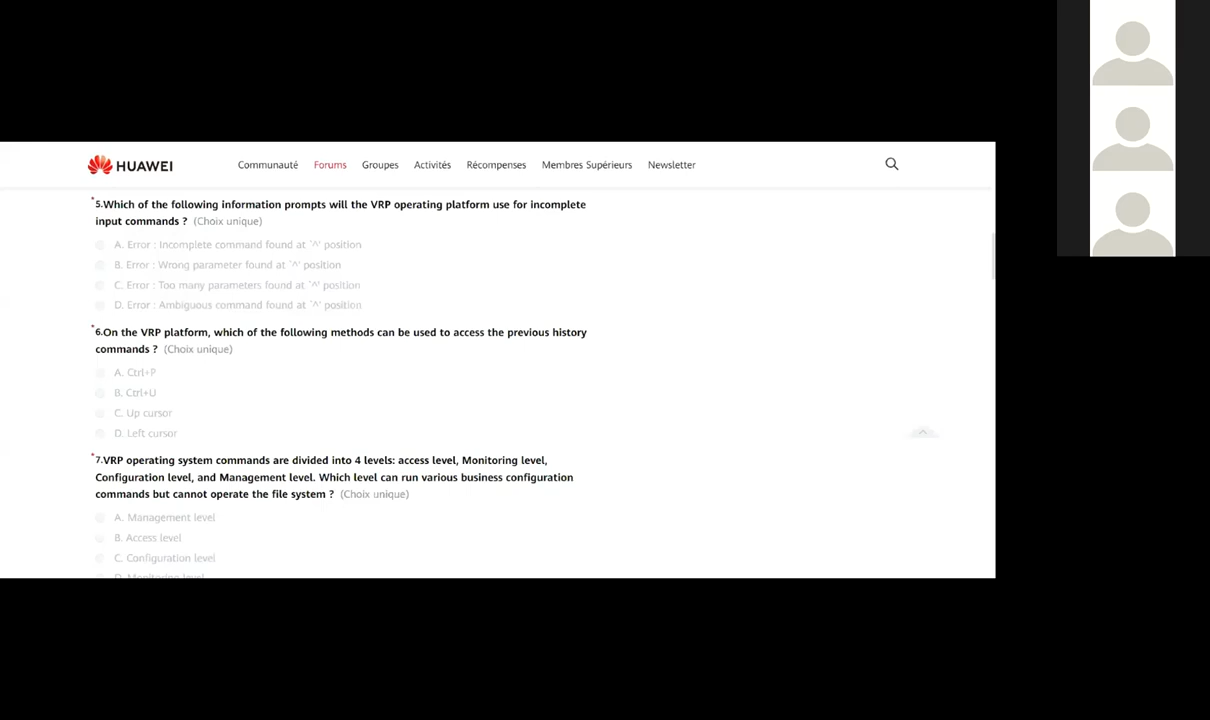 HUAWEI
Communauté Forums Groupes Activités Récompenses Membres Supérieurs Newsletter
*5.Which of the following information prompts will the VRP operating platform use for incomplete
input commands ? (Choix unique)
A. Error : Incomplete command found at `^' position
B. Error : Wrong parameter found at `^' position
C. Error : Too many parameters found at `^' position
D. Error : Ambiguous command found at `^' position
*6.On the VRP platform, which of the following methods can be used to access the previous history
commands ? (Choix unique)
A. Ctrl+P
B. Ctrl+U
C. Up cursor
D. Left cursor
*7.VRP operating system commands are divided into 4 levels: access level, Monitoring level,
Configuration level, and Management level. Which level can run various business configuration
commands but cannot operate the file system ? (Choix unique)
A. Management level
B. Access level
C. Configuration level
D. Monitoring level